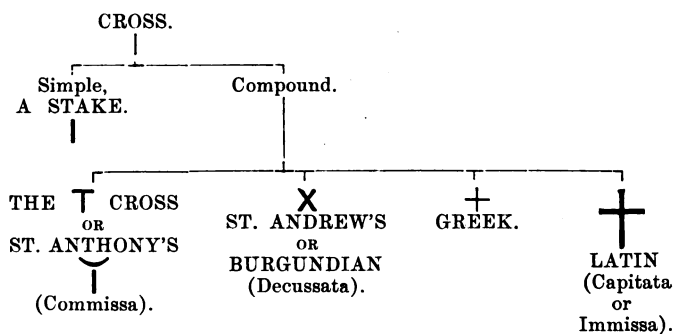 CROSS.
Simple,
A STAKE.
Compound.
THE T CROSS
OR
ST. ANTHONY'S
(Commissa).
X
ST. ANDREW'S
OR
BURGUNDIAN
(Decussata).
GREEK.
LATIN
(Capitata
or
Immissa).